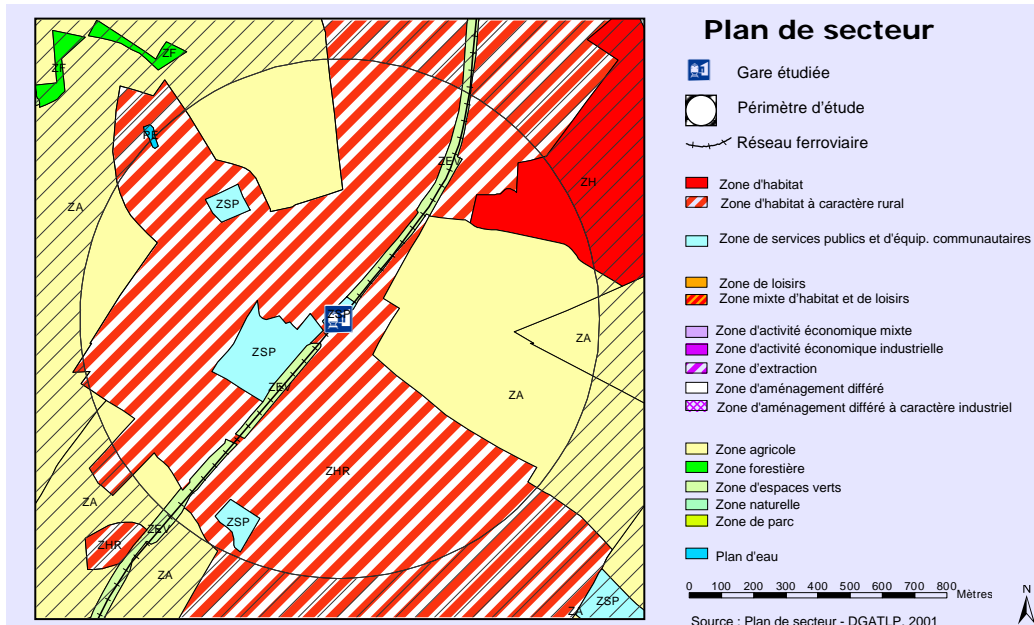 Plan de secteur
Gare étudiée
Périmètre d'étude
Réseau ferroviaire
Zone d'habitat
Zone d'habitat à caractère rural
Zone de services publics et d'équip. communautaires
Zone de loisirs
Zone mixte d'habitat et de loisirs
Zone d'activité économique mixte
Zone d'activité économique industrielle
Zone d'extraction
Zone d'aménagement différé
Zone d'aménagement différé à caractère industriel
Zone agricole
Zone forestière
Zone d'espaces verts
Zone naturelle
Zone de parc
Plan d'eau
0 100 200 300 400 500 600 700 800 Mètres
N
Source : Plan de secteur - DGATLP, 2001
ZF
ZF
PE
ZEV
ZH
ZA
ZSP
ZSP
ZA
ZSP
ZEV
ZA
ZHR
ZA
ZSP
ZEV
ZHR
ZA
ZSP
ZA